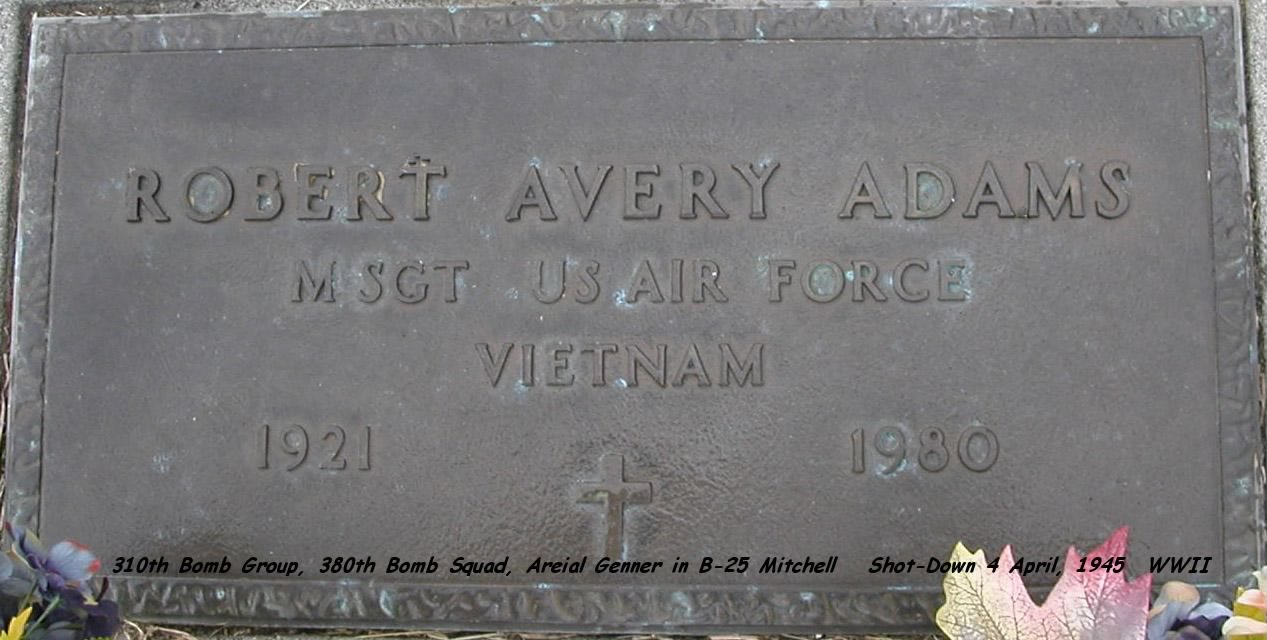 ROBERT AVERY ADAMS
M SGT US AIR FORCE
VIETNAM
1921 1980
310th Bomb Group, 380th Bomb Squad, Areial Genner in B-25 Mitchell Shot-Down 4 April, 1945 WWII